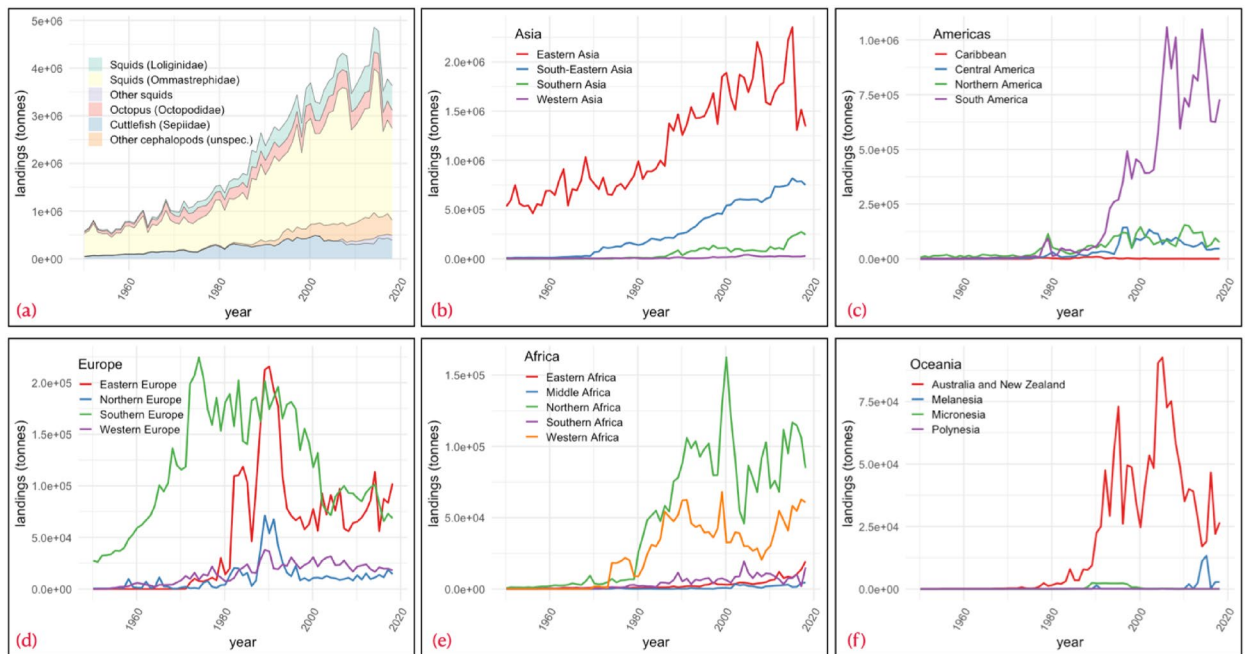 5e+06
4e+06
3e+06
2e+06
1e+06
0e+00
landings (tonnes)
Squids (Loliginidae)
Squids (Ommastrephidae)
Other squids
Octopus (Octopodidae)
Cuttlefish (Sepiidae)
Other cephalopods (unspec.)
1960
1980
2000
2020
year
(a)
Asia
Eastern Asia
South-Eastern Asia
Southern Asia
Western Asia
2.0e+06
1.5e+06
1.0e+06
5.0e+05
0.0e+00
landings (tonnes)
1960
1980
2000
2020
year
(b)
Americas
Caribbean
Central America
Northern America
South America
1.0e+06
5.0e+05
0.0e+00
landings (tonnes)
1960
1980
2000
2020
year
(c)
Europe
Eastern Europe
Northern Europe
Southern Europe
Western Europe
2.0e+05
1.5e+05
1.0e+05
5.0e+04
0.0e+00
landings (tonnes)
1960
1980
2000
2020
year
(d)
Africa
Eastern Africa
Middle Africa
Northern Africa
Southern Africa
Western Africa
1.5e+05
1.0e+05
5.0e+04
0.0e+00
landings (tonnes)
1960
1980
2000
2020
year
(e)
Oceania
Australia and New Zealand
Melanesia
Micronesia
Polynesia
7.5e+04
5.0e+04
2.5e+04
0.0e+00
landings (tonnes)
1960
1980
2000
2020
year
(f)